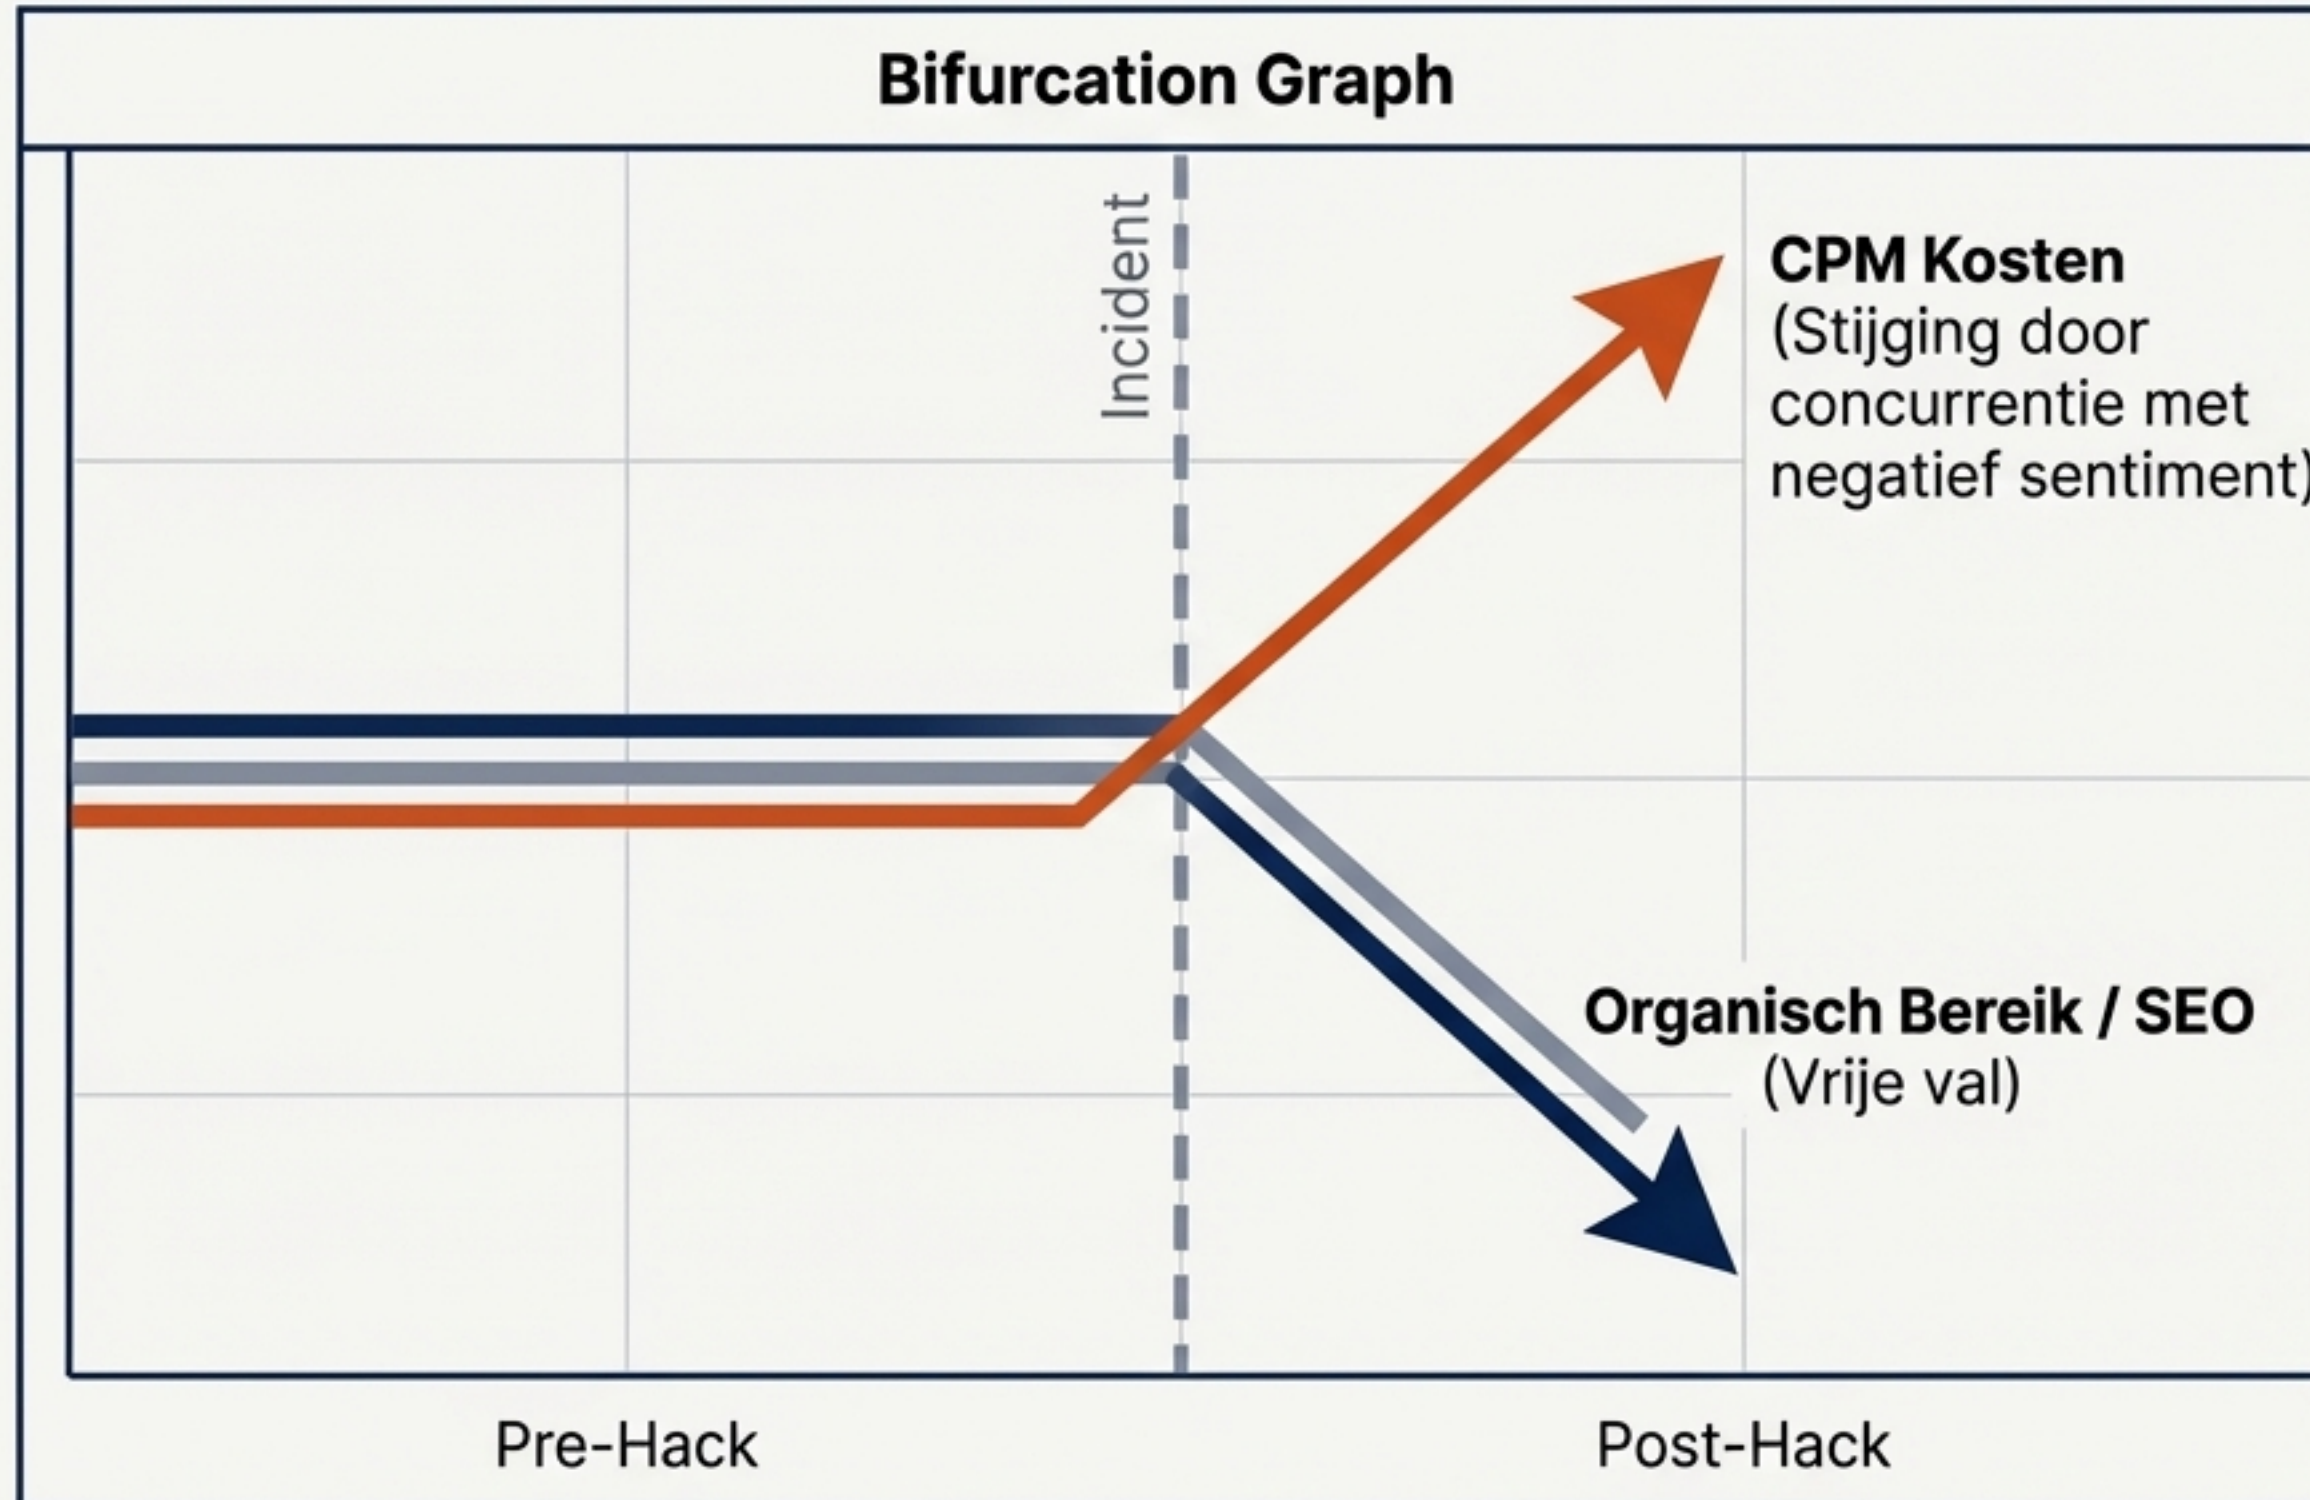 Bifurcation Graph
Incident
CPM Kosten
(Stijging door
concurrentie met
negatief sentiment)
Organisch Bereik / SEO
(Vrije val)
Pre-Hack
Post-Hack